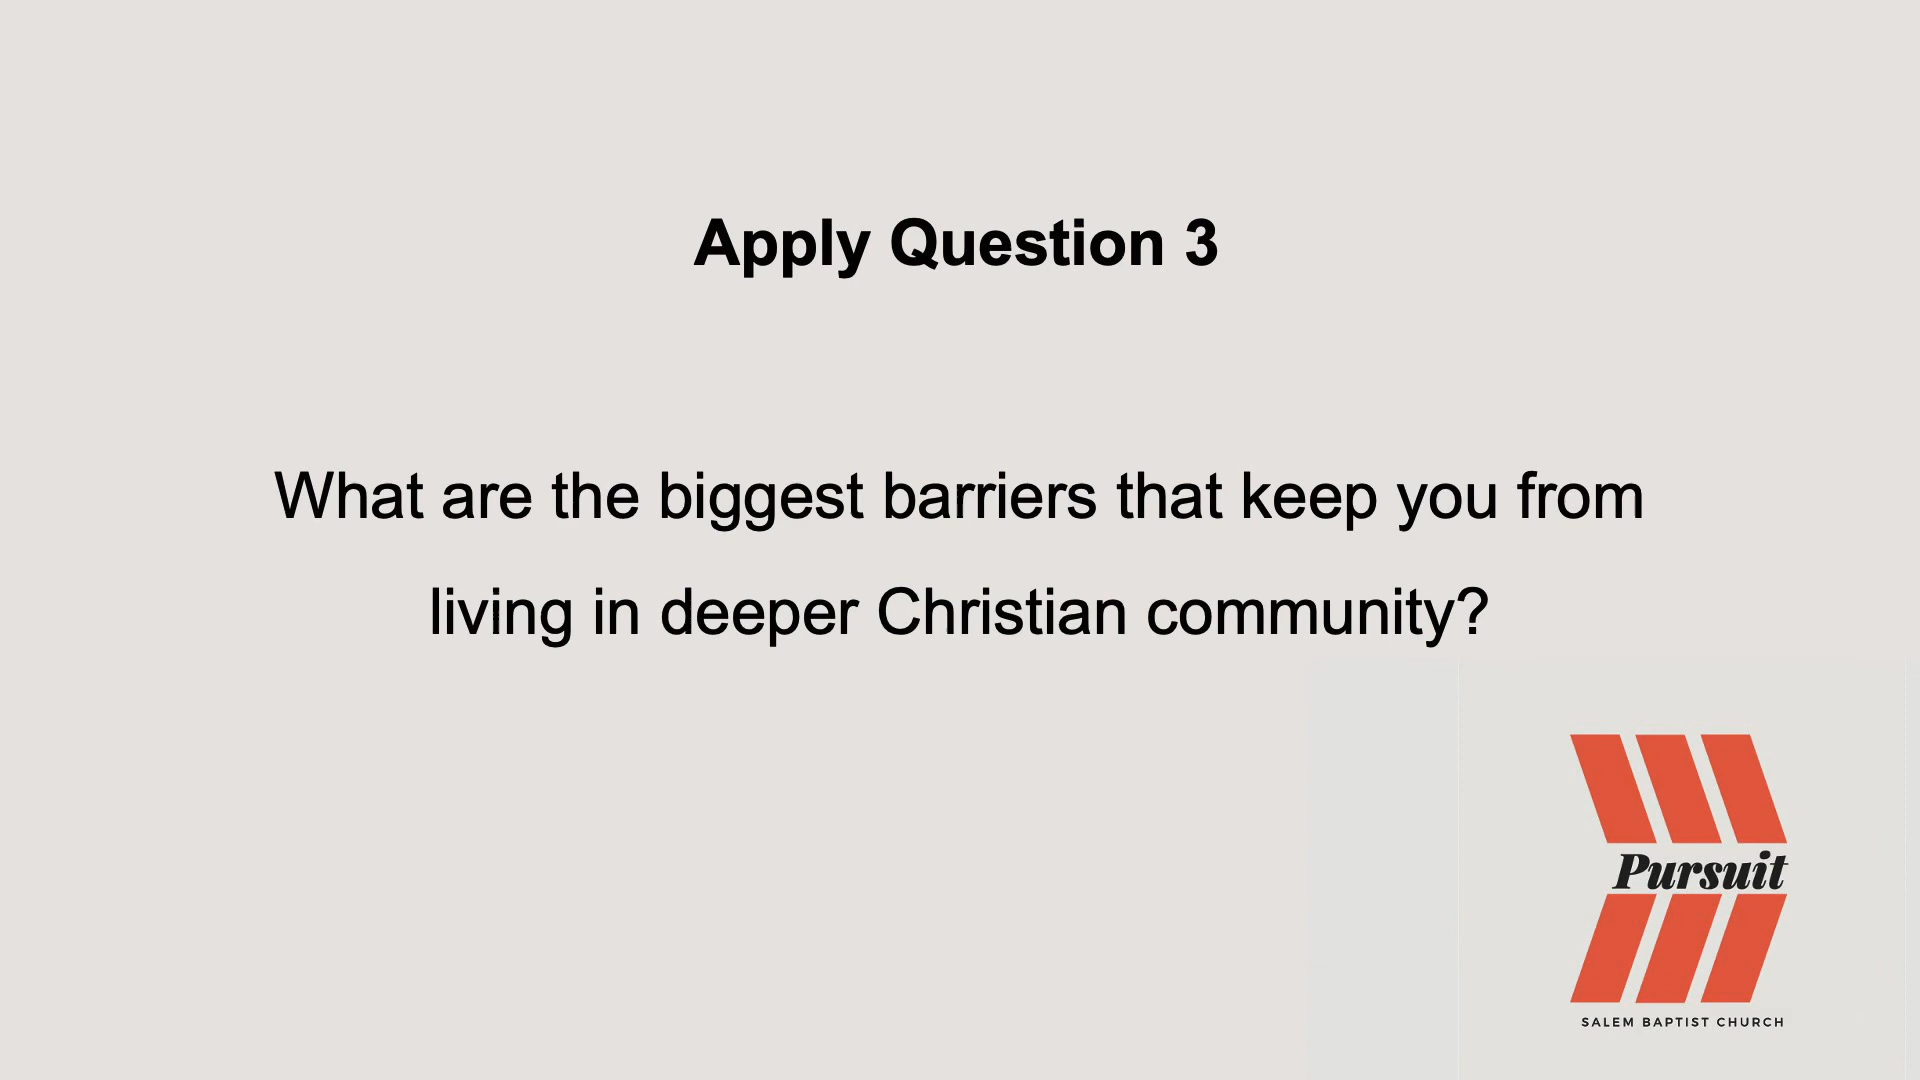 Apply Question 3
What are the biggest barriers that keep you from
living in deeper Christian community?
Pursuit
SALEM BAPTIST CHURCH